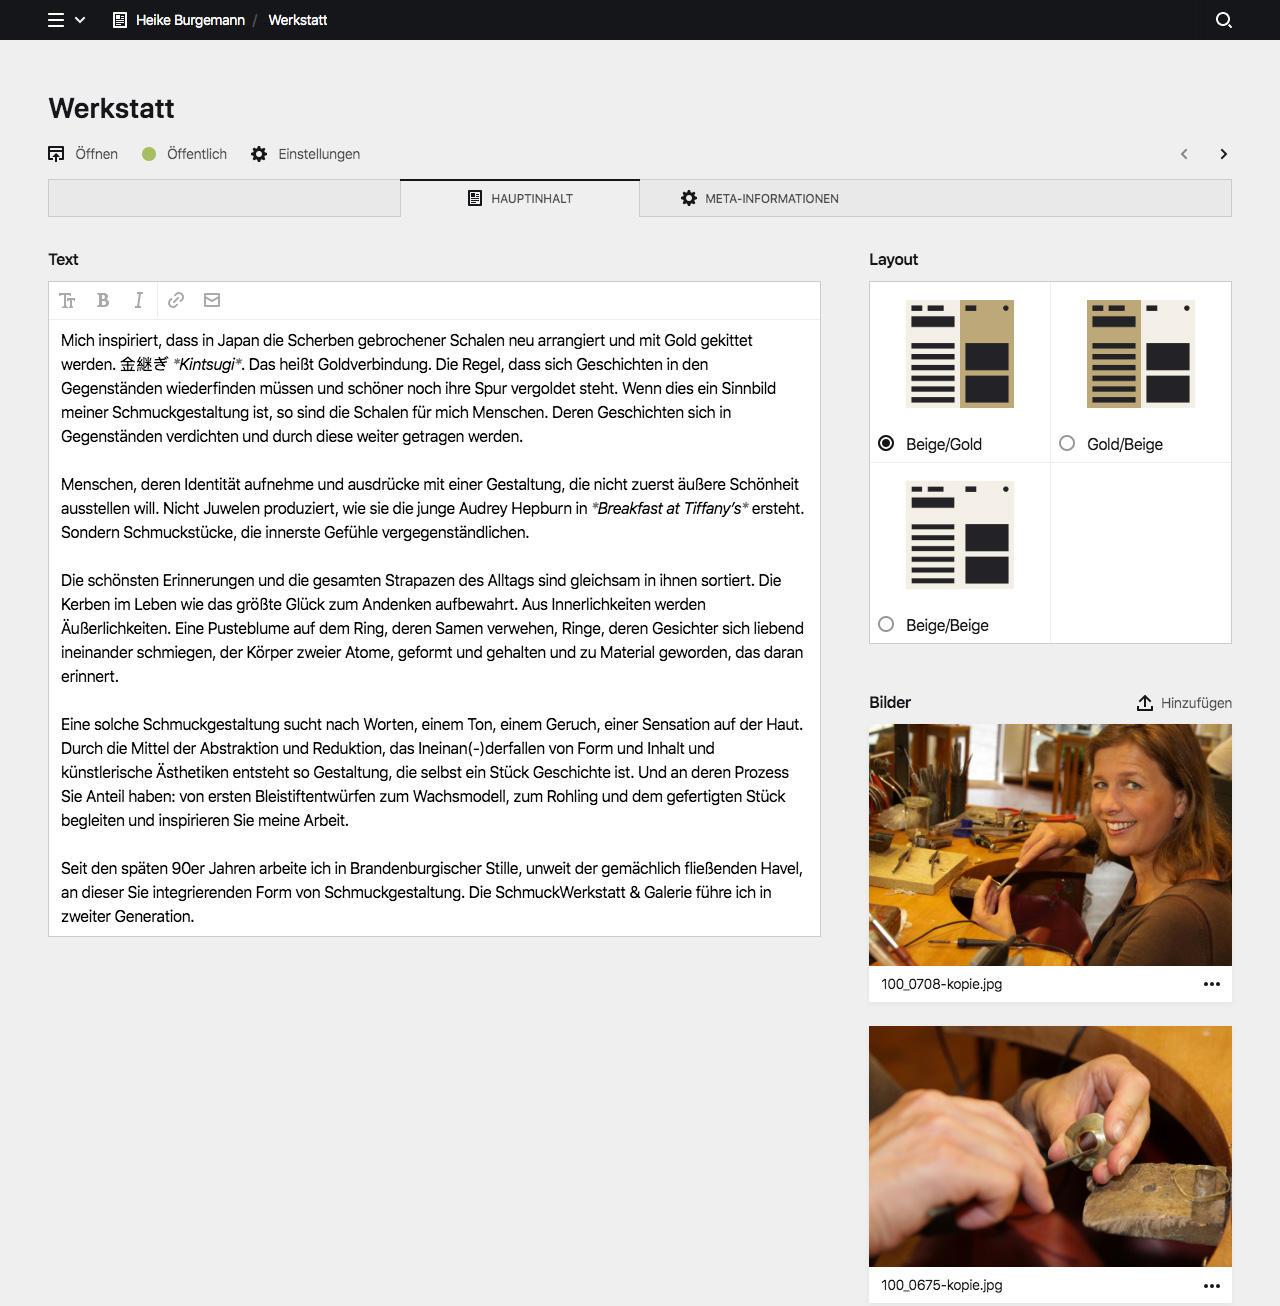 Heike Burgemann / Werkstatt
Werkstatt
Öffnen Öffentlich Einstellungen
HAUPTINHALT META-INFORMATIONEN
Text
Mich inspiriert, dass in Japan die Scherben gebrochener Schalen neu arrangiert und mit Gold gekittet
werden. 金継ぎ *Kintsugi*. Das heißt Goldverbindung. Die Regel, dass sich Geschichten in den
Gegenständen wiederfinden müssen und schöner noch ihre Spur vergoldet steht. Wenn dies ein Sinnbild
meiner Schmuckgestaltung ist, so sind die Schalen für mich Menschen. Deren Geschichten sich in
Gegenständen verdichten und durch diese weiter getragen werden.
Menschen, deren Identität aufnehme und ausdrücke mit einer Gestaltung, die nicht zuerst äußere Schönheit
ausstellen will. Nicht Juwelen produziert, wie sie die junge Audrey Hepburn in *Breakfast at Tiffany’s* ersteht.
Sondern Schmuckstücke, die innerste Gefühle vergegenständlichen.
Die schönsten Erinnerungen und die gesamten Strapazen des Alltags sind gleichsam in ihnen sortiert. Die
Kerben im Leben wie das größte Glück zum Andenken aufbewahrt. Aus Innerlichkeiten werden
Äußerlichkeiten. Eine Pusteblume auf dem Ring, deren Samen verwehen, Ringe, deren Gesichter sich liebend
ineinander schmiegen, der Körper zweier Atome, geformt und gehalten und zu Material geworden, das daran
erinnert.
Eine solche Schmuckgestaltung sucht nach Worten, einem Ton, einem Geruch, einer Sensation auf der Haut.
Durch die Mittel der Abstraktion und Reduktion, das Ineinan(-)derfallen von Form und Inhalt und
künstlerische Ästhetiken entsteht so Gestaltung, die selbst ein Stück Geschichte ist. Und an deren Prozess
Sie Anteil haben: von ersten Bleistiftentwürfen zum Wachsmodell, zum Rohling und dem gefertigten Stück
begleiten und inspirieren Sie meine Arbeit.
Seit den späten 90er Jahren arbeite ich in Brandenburgischer Stille, unweit der gemächlich fließenden Havel,
an dieser Sie integrierenden Form von Schmuckgestaltung. Die SchmuckWerkstatt & Galerie führe ich in
zweiter Generation.
Layout
Beige/Gold
Gold/Beige
Beige/Beige
Bilder
Hinzufügen
100_0708-kopie.jpg
100_0675-kopie.jpg